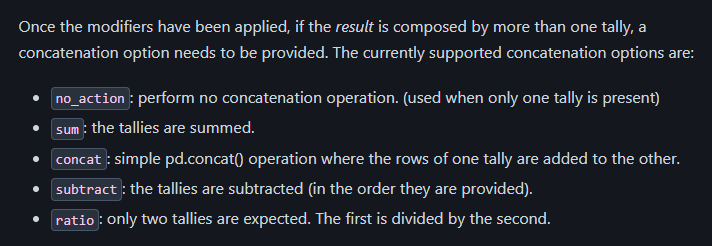 Once the modifiers have been applied, if the result is composed by more than one tally, a
concatenation option needs to be provided. The currently supported concatenation options are:
• no_action : perform no concatenation operation. (used when only one tally is present)
• sum : the tallies are summed.
• concat : simple pd.concat() operation where the rows of one tally are added to the other.
• subtract : the tallies are subtracted (in the order they are provided).
• ratio : only two tallies are expected. The first is divided by the second.